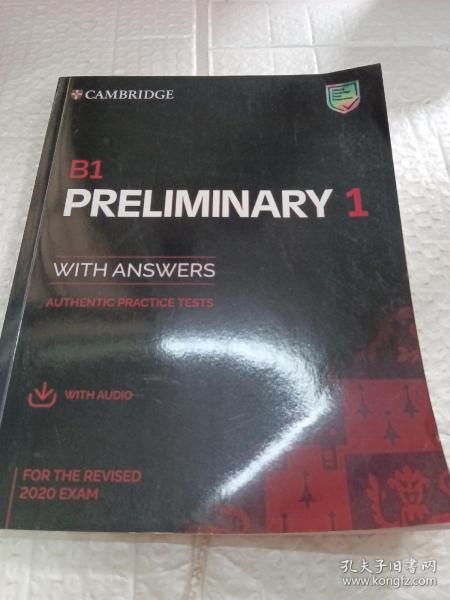 CAMBRIDGE
B1
PRELIMINARY 1
WITH ANSWERS
AUTHENTIC PRACTICE TESTS
WITH AUDIO
FOR THE REVISED
2020 EXAM
孔夫子旧书网
www.kongfz.com